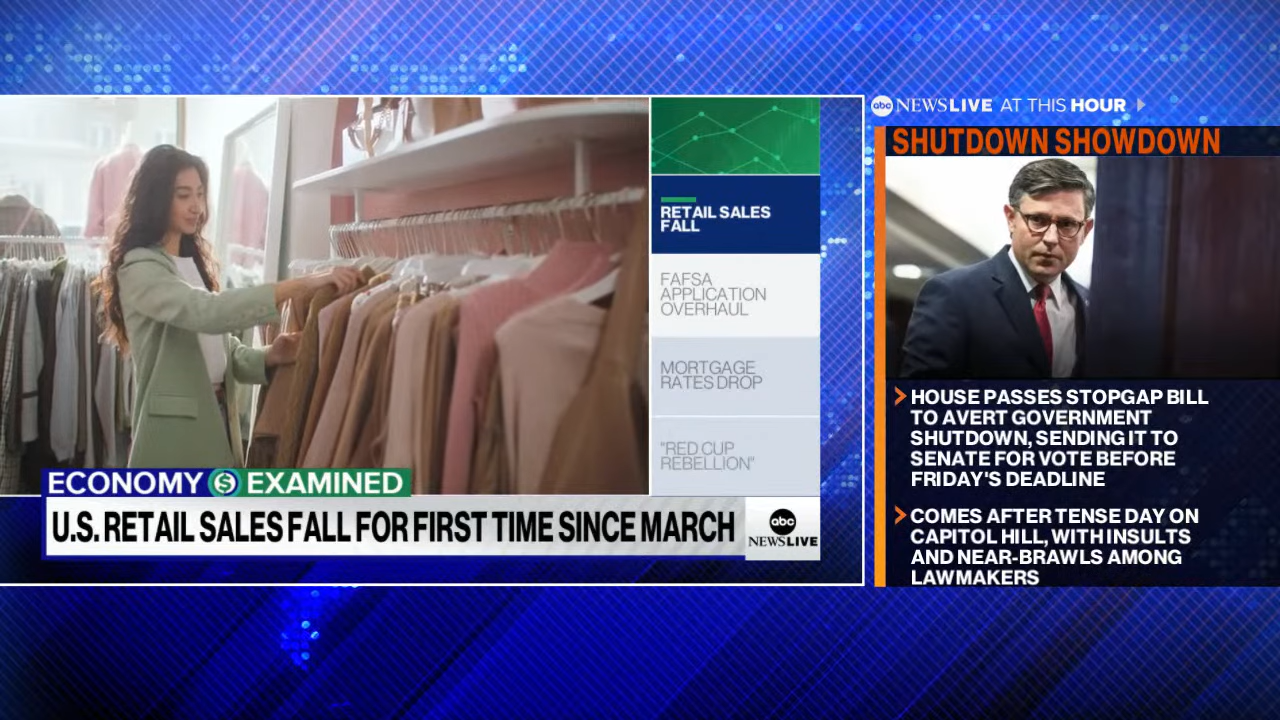 abc NEWS LIVE AT THIS HOUR
SHUTDOWN SHOWDOWN
RETAIL SALES
FALL
FAFSA
APPLICATION
OVERHAUL
MORTGAGE
RATES DROP
"RED CUP
REBELLION"
HOUSE PASSES STOPGAP BILL
TO AVERT GOVERNMENT
SHUTDOWN, SENDING IT TO
SENATE FOR VOTE BEFORE
FRIDAY'S DEADLINE
COMES AFTER TENSE DAY ON
CAPITOL HILL, WITH INSULTS
AND NEAR-BRAWLS AMONG
LAWMAKERS
ECONOMY $ EXAMINED
U.S. RETAIL SALES FALL FOR FIRST TIME SINCE MARCH
abc
NEWS LIVE